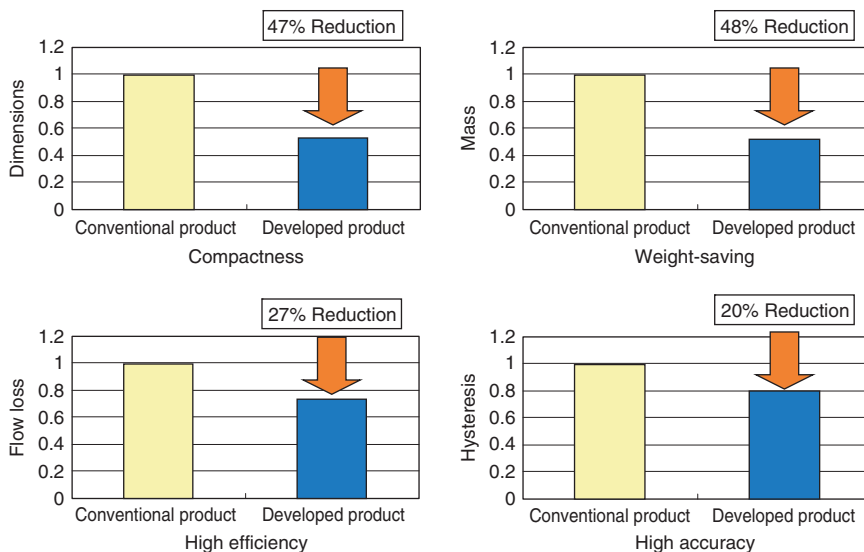 47% Reduction
1.2
1
0.8
0.6
0.4
0.2
0
Dimensions
Conventional product Developed product
Compactness
48% Reduction
1.2
1
0.8
0.6
0.4
0.2
0
Mass
Conventional product Developed product
Weight-saving
27% Reduction
1.2
1
0.8
0.6
0.4
0.2
0
Flow loss
Conventional product Developed product
High efficiency
20% Reduction
1.2
1
0.8
0.6
0.4
0.2
0
Hysteresis
Conventional product Developed product
High accuracy